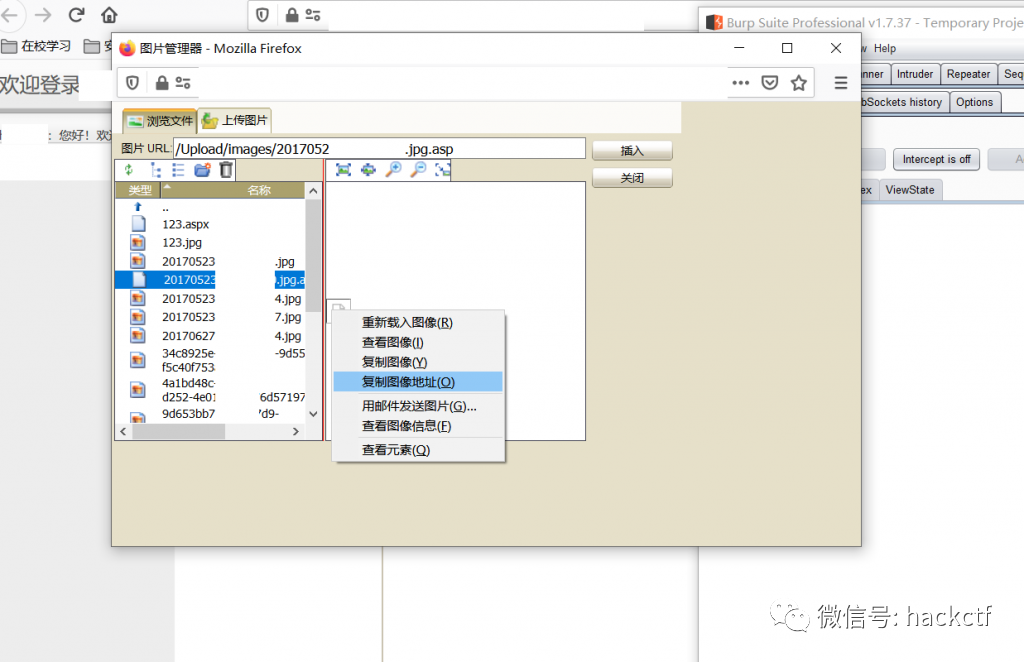 在校学习
欢迎登录
: 您好! 欢迎
图片管理器 - Mozilla Firefox
浏览文件
上传图片
图片 URL:
/Upload/images/2017052 .jpg.asp
插入
关闭
类型
名称
..
123.aspx
123.jpg
20170523 .jpg
20170523 .jpg.a
20170523 4.jpg
20170523 7.jpg
20170627 4.jpg
34c8925e- -9d55
f5c40f753
4a1bd48c-
d252-4e01 6d57197
9d653bb7 7d9-
重新载入图像(R)
查看图像(I)
复制图像(Y)
复制图像地址(O)
用邮件发送图片(G)...
查看图像信息(F)
查看元素(Q)
Burp Suite Professional v1.7.37 - Temporary Proje
w Help
nner Intruder Repeater Seq
bSockets history Options
Intercept is off
ex ViewState
微信号: hackctf